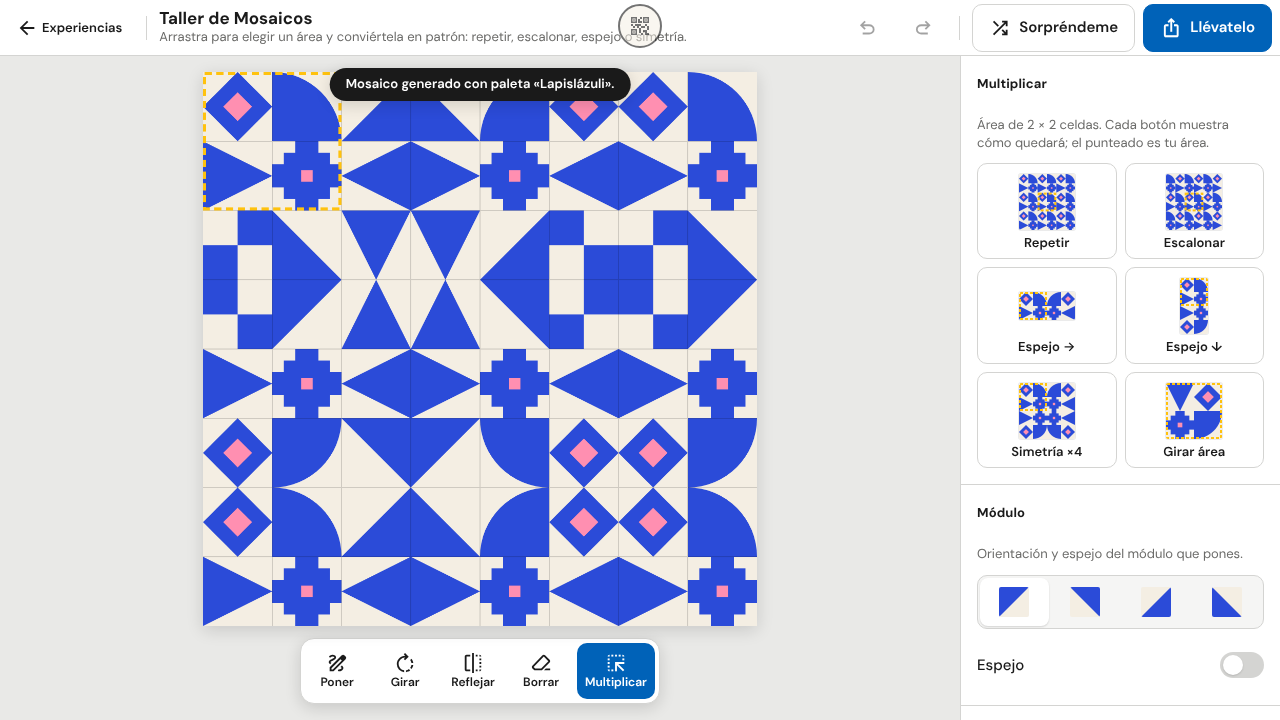 Experiencias
Taller de Mosaicos
Arrastra para elegir un área y conviértela en patrón: repetir, escalonar, espejo o simetría.
Sorpréndeme
Llévatelo
Mosaico generado con paleta «Lapislázuli».
Multiplicar
Área de 2 × 2 celdas. Cada botón muestra
cómo quedará; el punteado es tu área.
Repetir
Escalonar
Espejo →
Espejo ↓
Simetría ×4
Girar área
Módulo
Orientación y espejo del módulo que pones.
Espejo
Poner
Girar
Reflejar
Borrar
Multiplicar